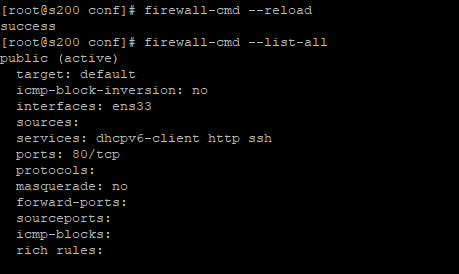 [root@s200 conf]# firewall-cmd --reload
success
[root@s200 conf]# firewall-cmd --list-all
public (active)
  target: default
  icmp-block-inversion: no
  interfaces: ens33
  sources:
  services: dhcpv6-client http ssh
  ports: 80/tcp
  protocols:
  masquerade: no
  forward-ports:
  sourceports:
  icmp-blocks:
  rich rules: